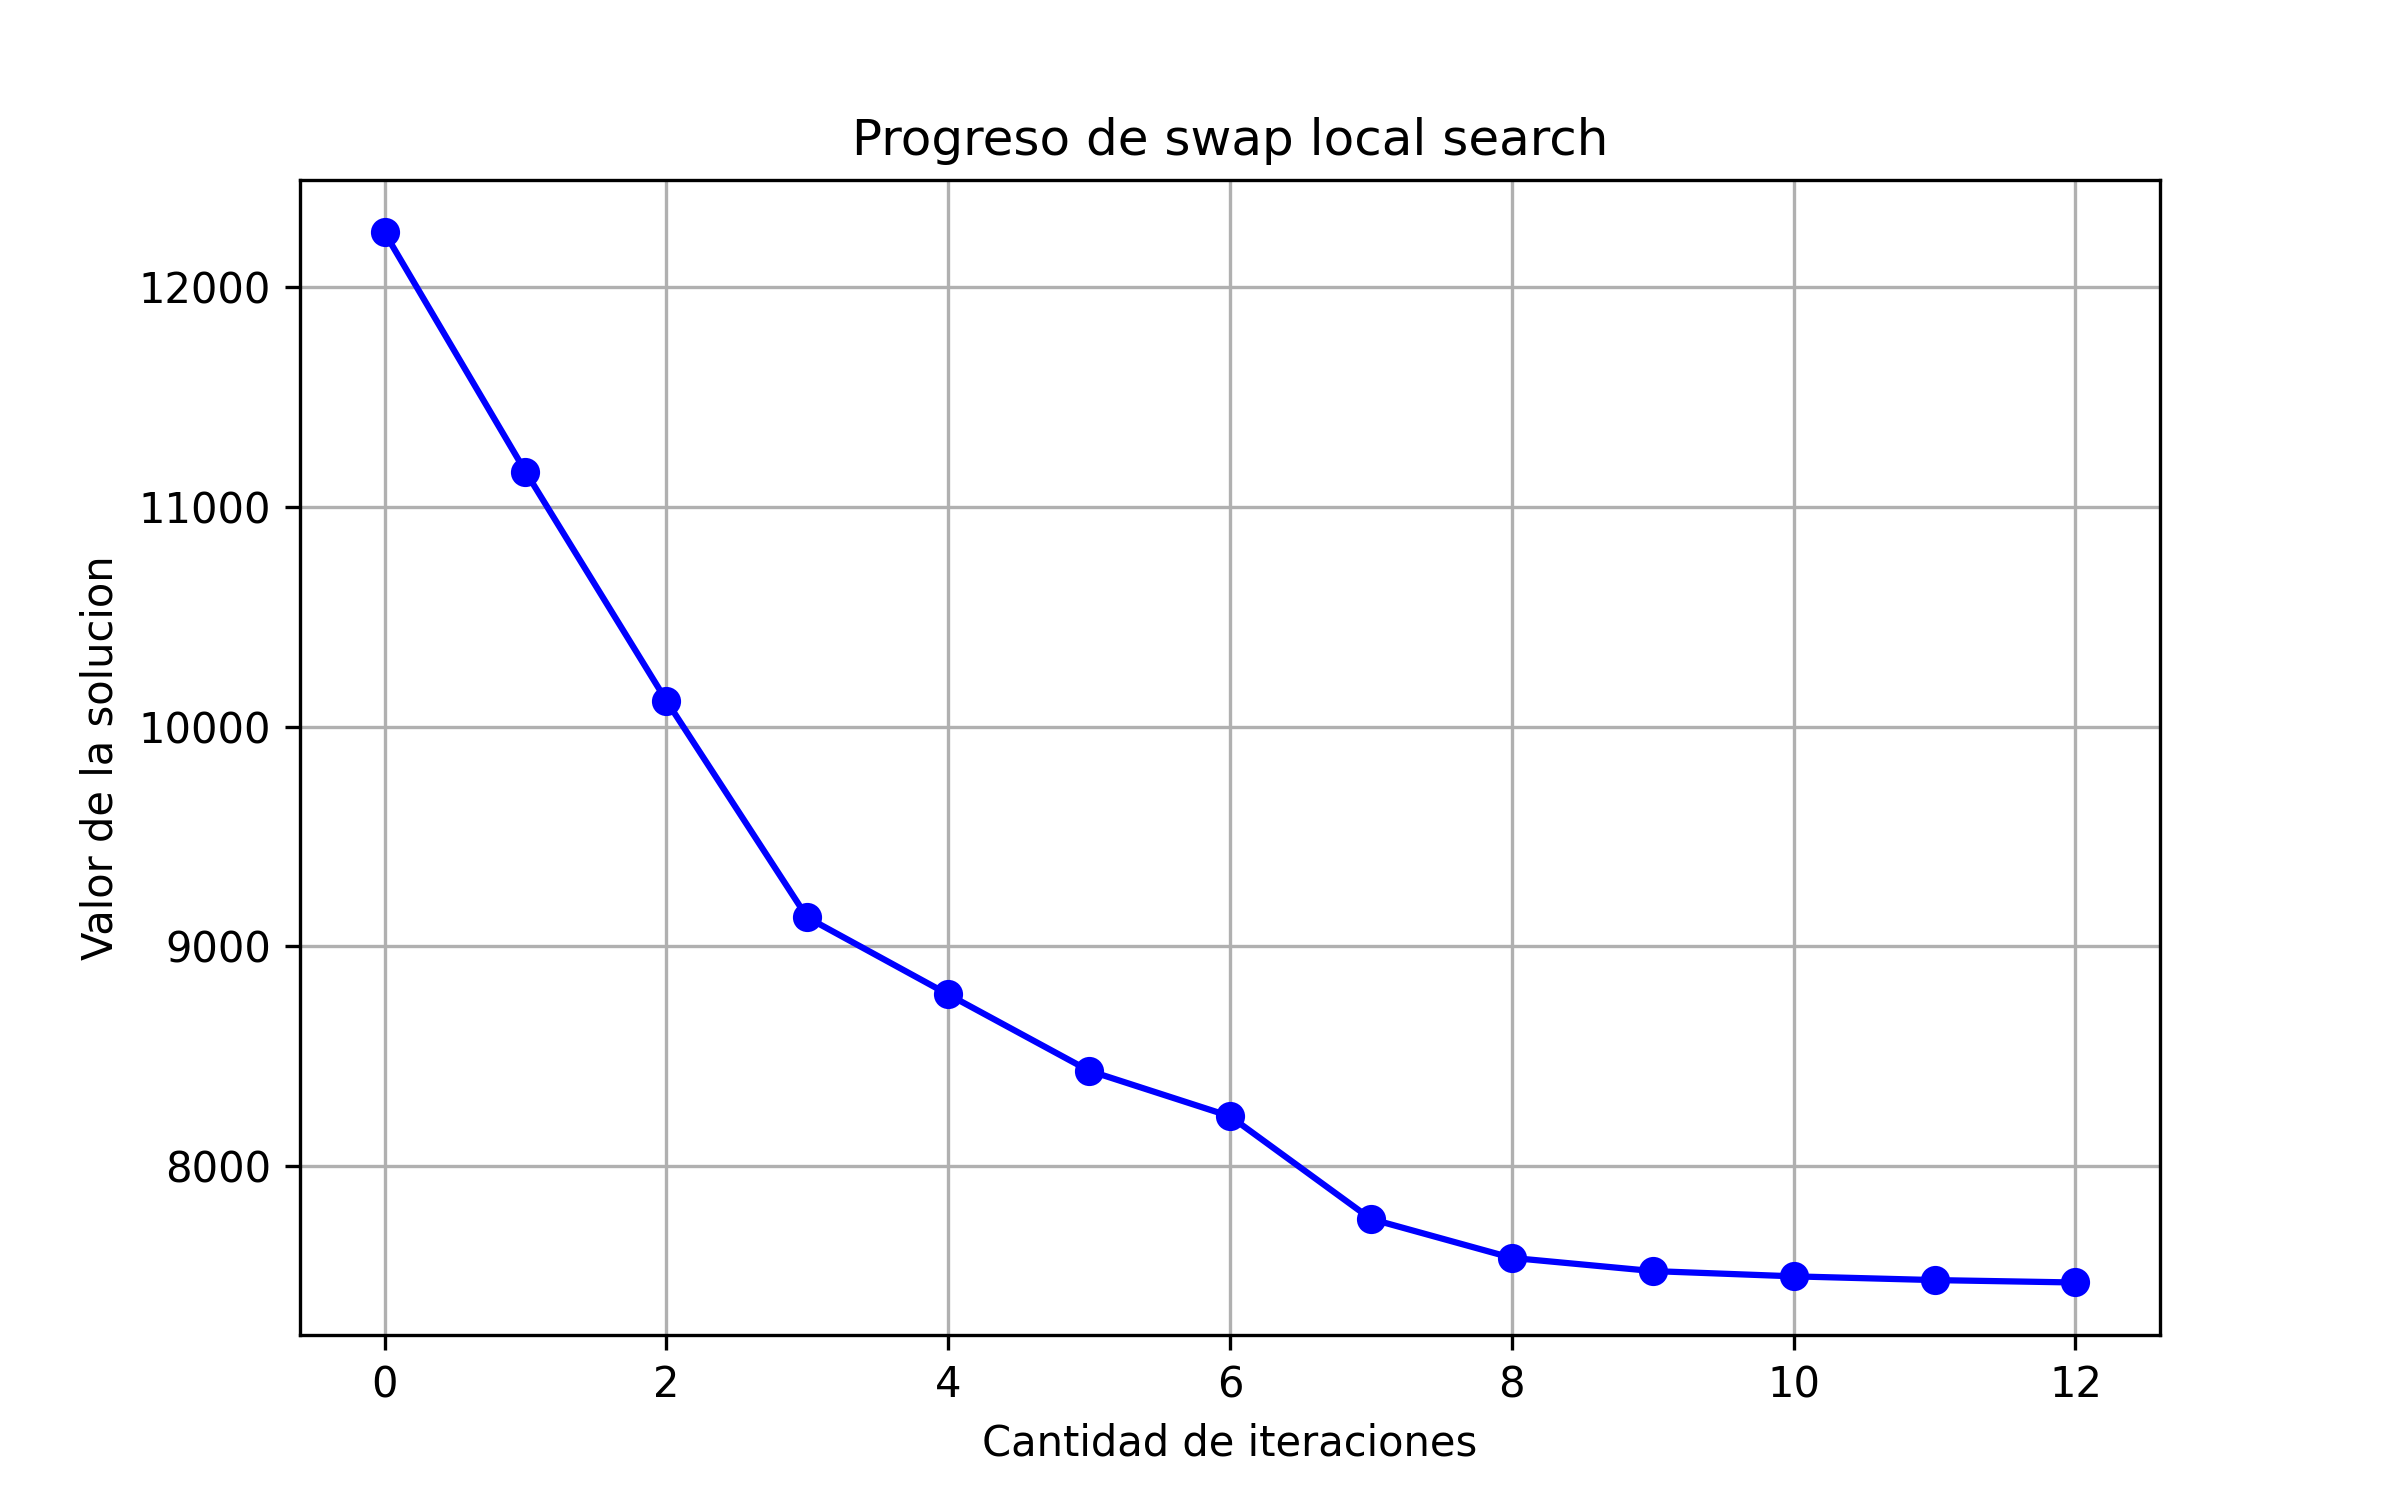 Progreso de swap local search
12000
11000
10000
9000
8000
Valor de la solucion
0 2 4 6 8 10 12
Cantidad de iteraciones